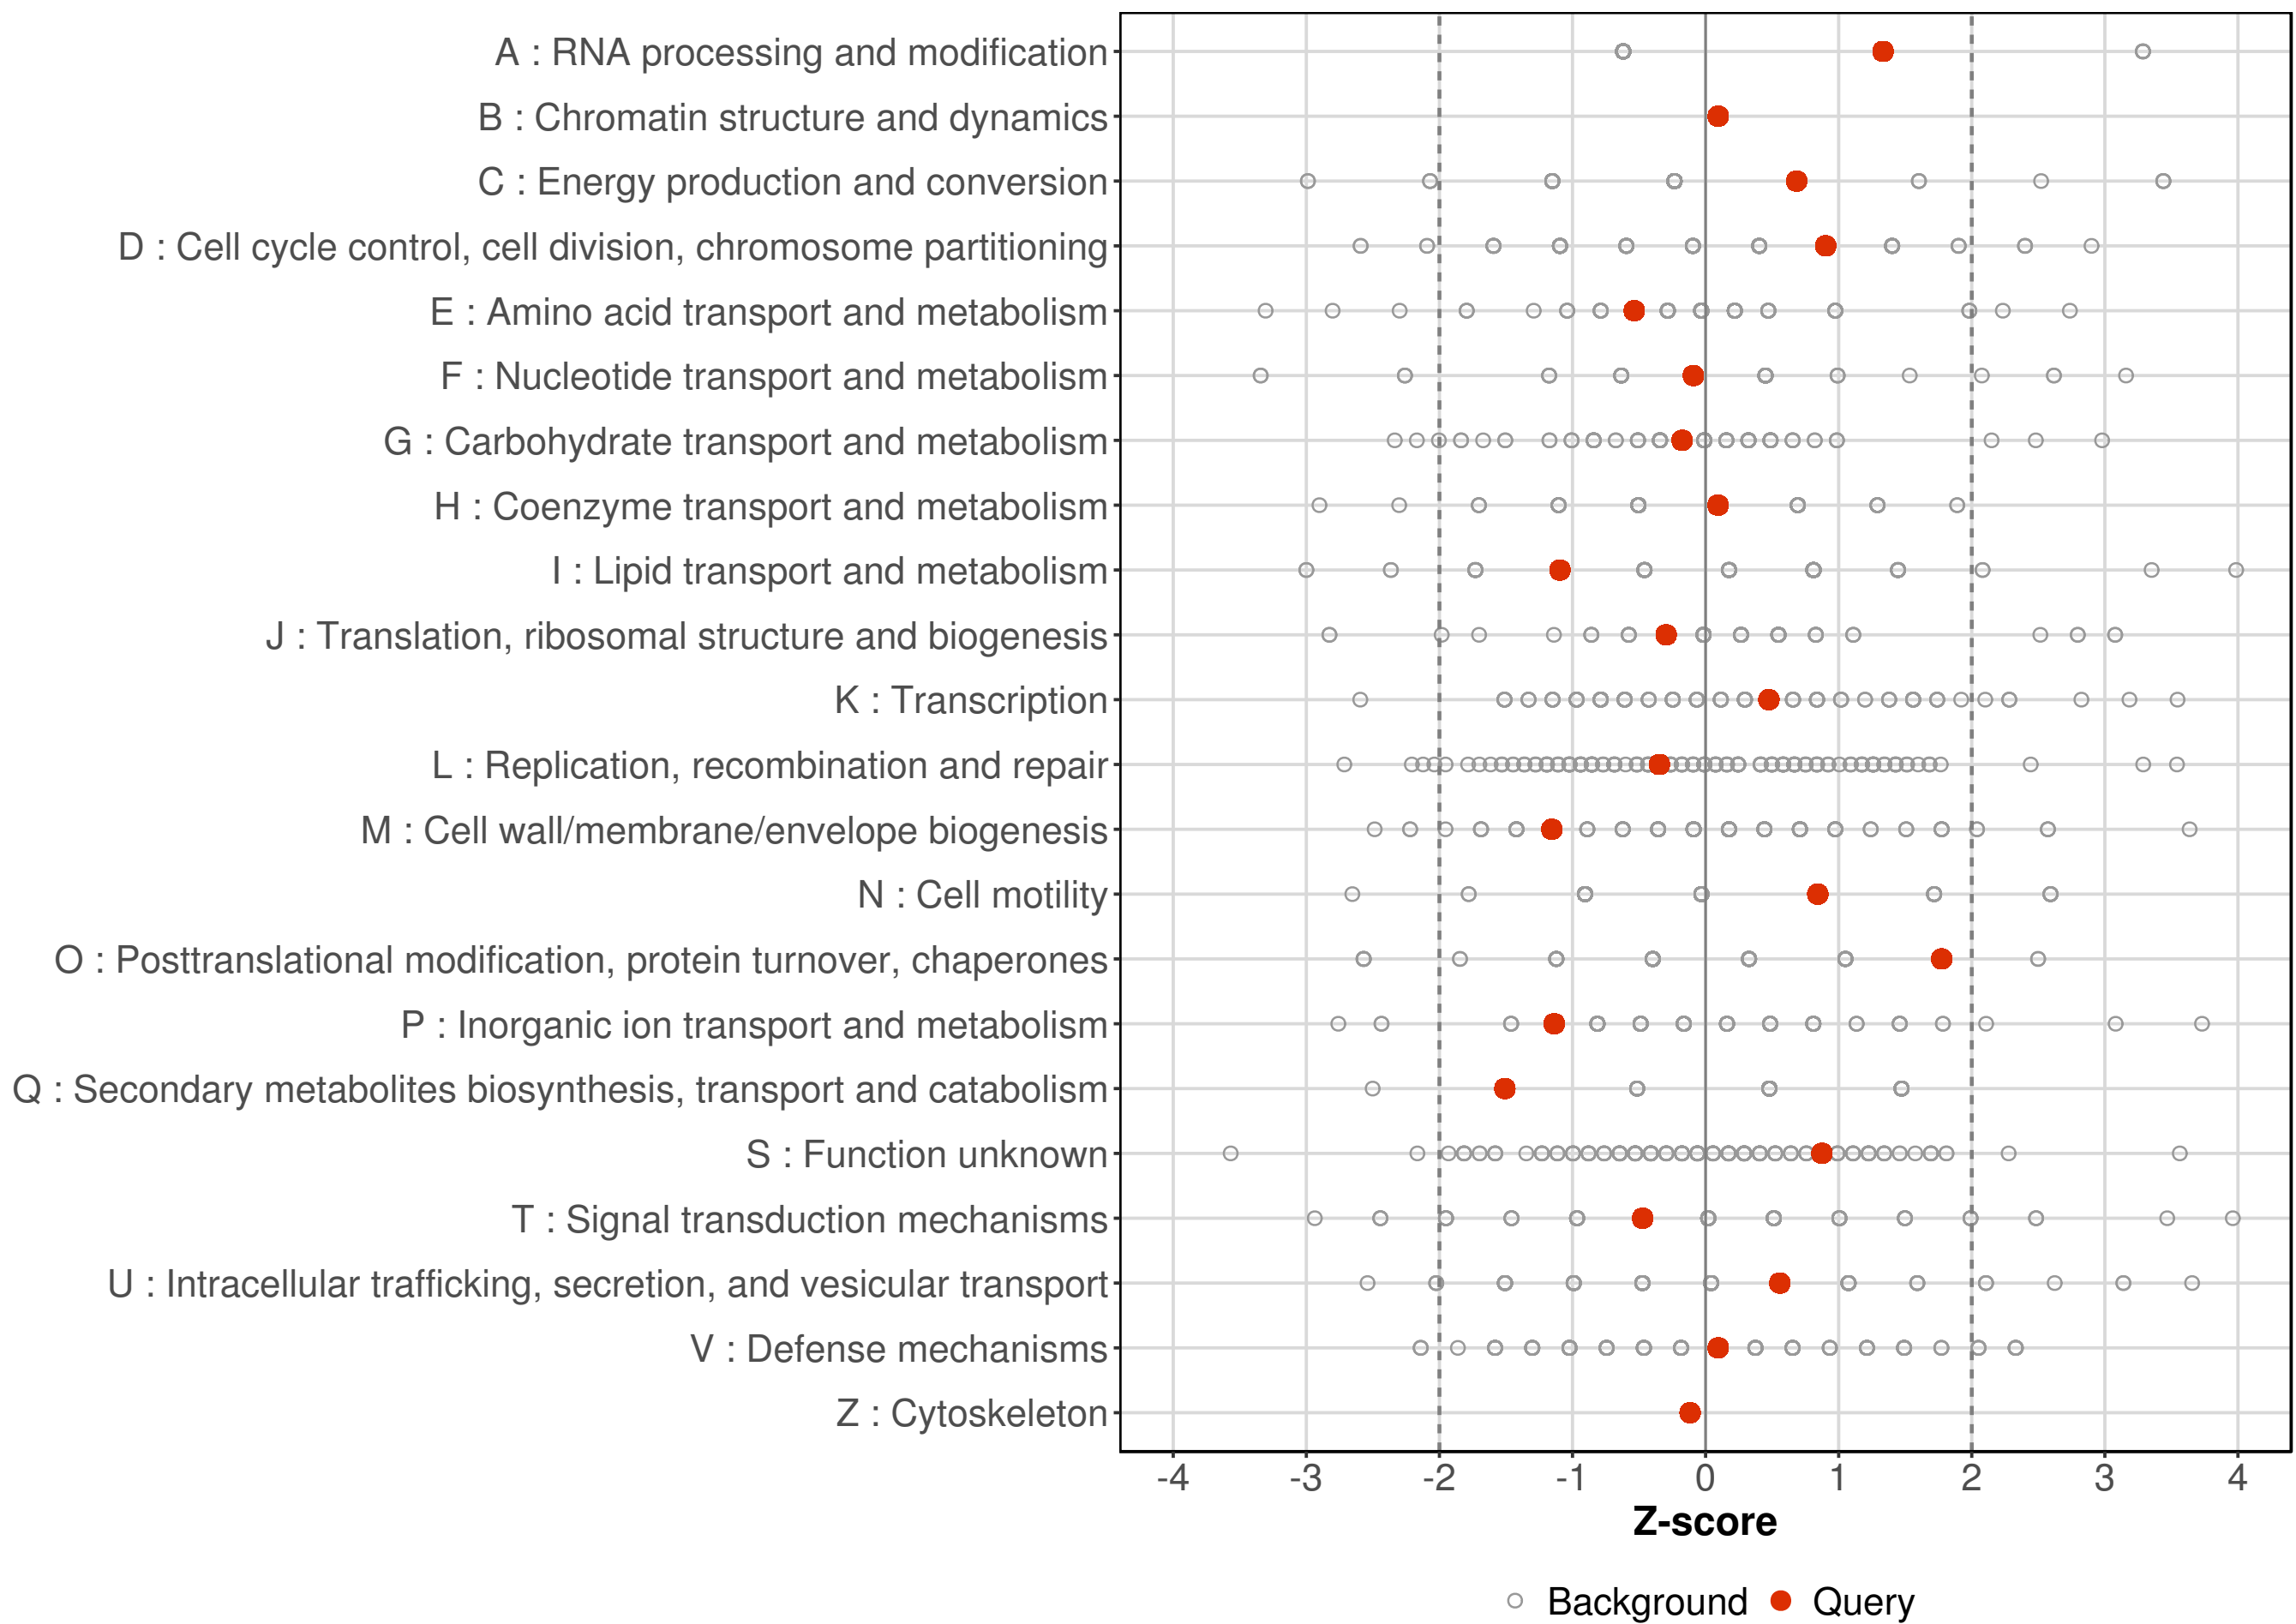 A : RNA processing and modification
B : Chromatin structure and dynamics
C : Energy production and conversion
D : Cell cycle control, cell division, chromosome partitioning
E : Amino acid transport and metabolism
F : Nucleotide transport and metabolism
G : Carbohydrate transport and metabolism
H : Coenzyme transport and metabolism
I : Lipid transport and metabolism
J : Translation, ribosomal structure and biogenesis
K : Transcription
L : Replication, recombination and repair
M : Cell wall/membrane/envelope biogenesis
N : Cell motility
O : Posttranslational modification, protein turnover, chaperones
P : Inorganic ion transport and metabolism
Q : Secondary metabolites biosynthesis, transport and catabolism
S : Function unknown
T : Signal transduction mechanisms
U : Intracellular trafficking, secretion, and vesicular transport
V : Defense mechanisms
Z : Cytoskeleton
-4 -3 -2 -1 0 1 2 3 4
Z-score
Background Query